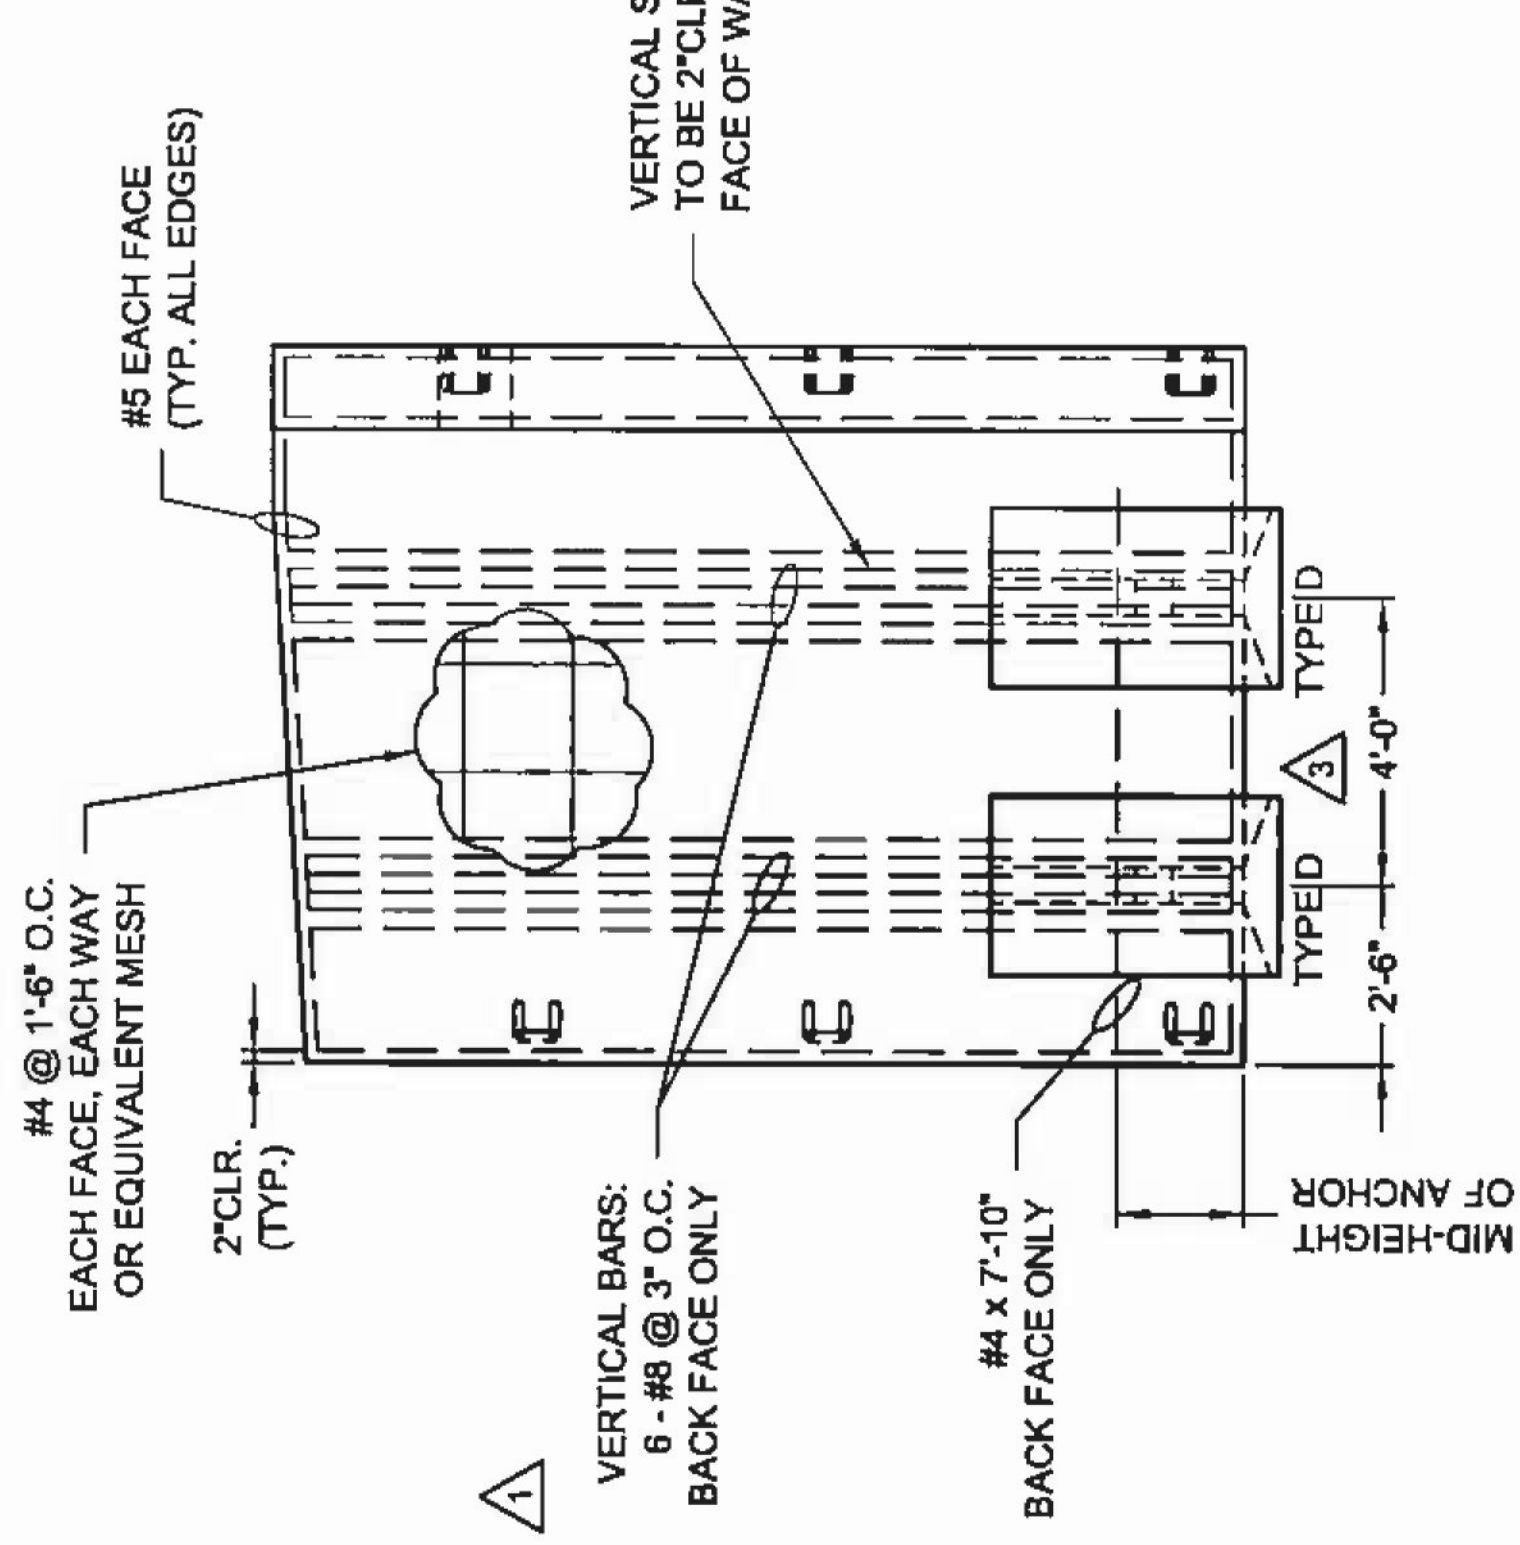 #4 @ 1'-6" O.C.
EACH FACE, EACH WAY
OR EQUIVALENT MESH
#5 EACH FACE
(TYP. ALL EDGES)
2"CLR.
(TYP.)
VERTICAL S
TO BE 2"CLR
FACE OF WA
VERTICAL BARS:
6 - #8 @ 3" O.C.
BACK FACE ONLY
1
#4 x 7'-10"
BACK FACE ONLY
MID-HEIGHT
OF ANCHOR
TYPE D
TYPE D
3
2'-6"
4'-0"